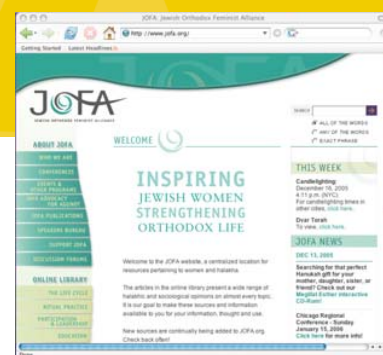 JOFA: Jewish Orthodox Feminist Alliance
http://www.jofa.org/
Getting Started Latest Headlines
JOFA
JEWISH ORTHODOX FEMINIST ALLIANCE
SEARCH
ALL OF THE WORDS
ANY OF THE WORDS
EXACT PHRASE
ABOUT JOFA
WHO WE ARE
CONFERENCES
EVENTS &
OTHER PROGRAMS
JOFA PUBLICATIONS
SPEAKERS BUREAU
SUPPORT JOFA
DISCUSSION FORUMS
ONLINE LIBRARY
THE LIFE CYCLE
RITUAL PRACTICE
PARTICIPATION
& LEADERSHIP
EDUCATION
WELCOME
INSPIRING
JEWISH WOMEN
STRENGTHENING
ORTHODOX LIFE
Welcome to the JOFA website, a centralized location for
resources pertaining to women and halakha.
The articles in the online library present a wide range of
halakhic and sociological opinions on almost every topic.
It is our goal to make these sources and information
available to you for your information, thought and use.
New sources are continually being added to JOFA.org.
Check back often!
THIS WEEK
Candlelighting:
December 16, 2005
4:11 p.m. (NYC).
For candlelighting times in
other cities, click here.
Dvar Torah
To view, click here.
JOFA NEWS
DEC 13, 2005
Searching for that perfect
Hanukah gift for your
mother, daughter, sister, or
friend? Check out our
Megillat Esther interactive
CD-Rom!
Chicago Regional
Conference - Sunday
January 15, 2006
Click here for more info!